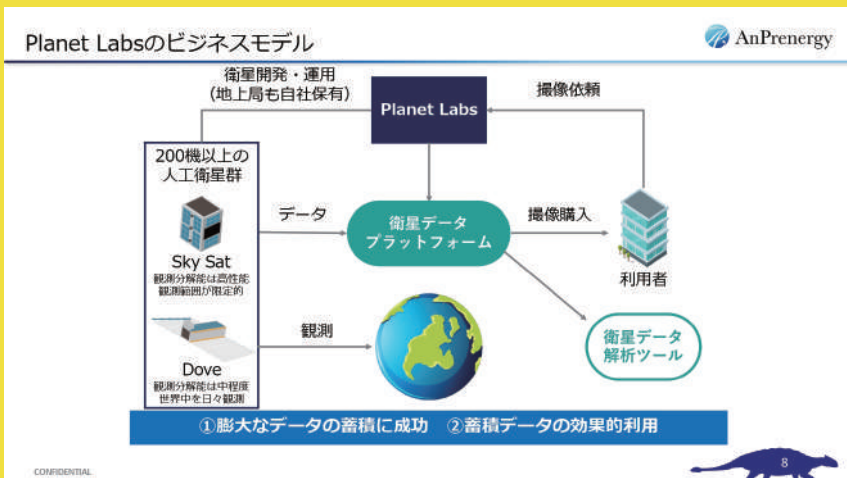 Planet Labsのビジネスモデル
AnPrenergy
衛星開発・運用
(地上局も自社保有)
Planet Labs
撮像依頼
200機以上の
人工衛星群
Sky Sat
観測分解能は高性能
観測範囲が限定的
Dove
観測分解能は中程度
世界中を日々観測
データ
衛星データ
プラットフォーム
撮像購入
利用者
観測
衛星データ
解析ツール
①膨大なデータの蓄積に成功 ②蓄積データの効果的利用
CONFIDENTIAL
8